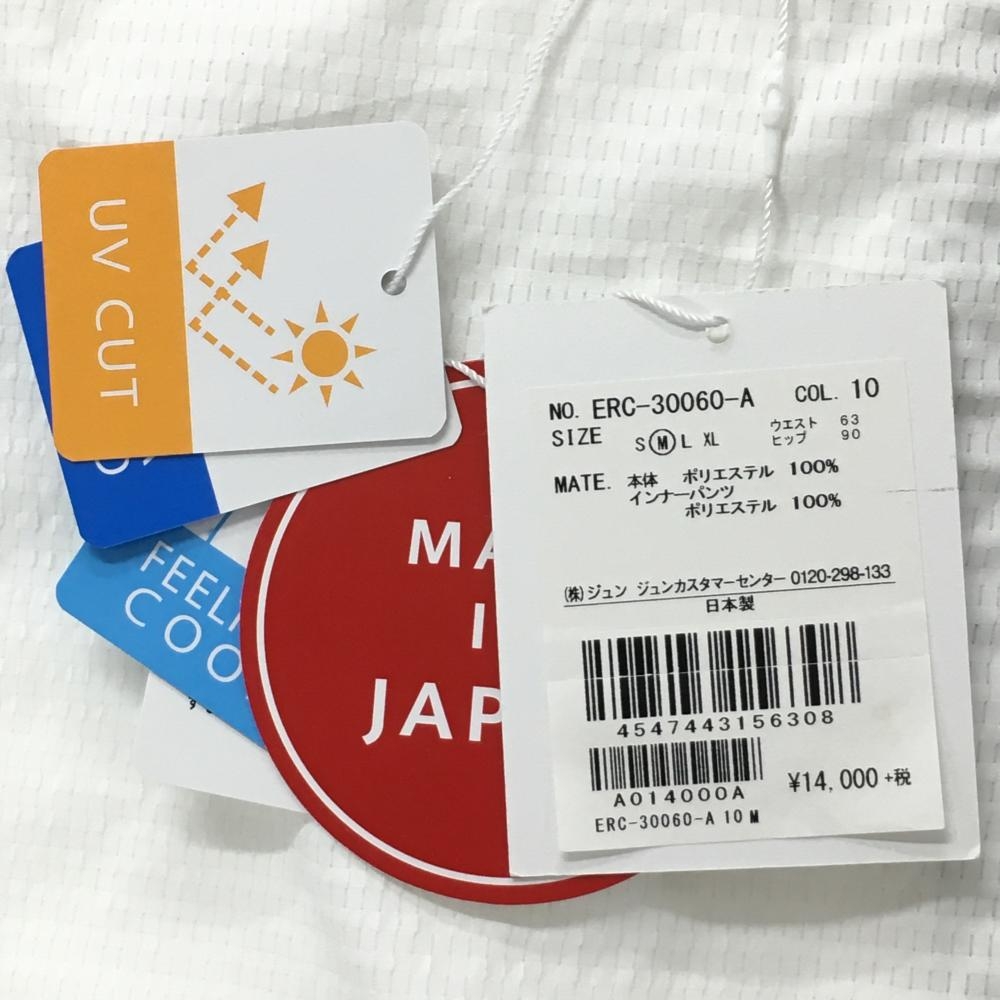 UV CUT
FEELI
COO
MA
I
JAP
NO. ERC-30060-A COL. 10
SIZE S M L XL ウエスト 63
ヒップ 90
MATE. 本体 ポリエステル 100%
インナーパンツ
ポリエステル 100%
(株)ジュン ジュンカスタマーセンター 0120-298-133
日本製
4547443156308
A014000A
¥14,000+税
ERC-30060-A 10 M